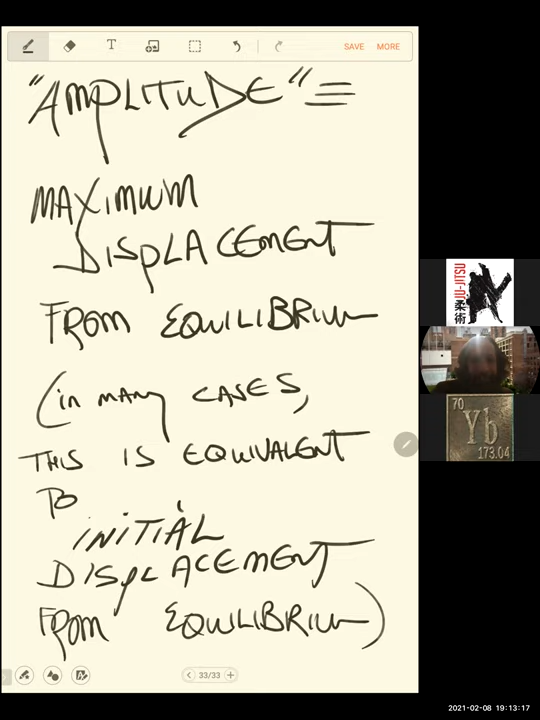 T
SAVE
MORE
"AMPLITUDE" ≡
MAXIMUM
DISPLACEMENT
FROM EQUILIBRIUM
(IN MANY CASES,
THIS IS EQUIVALENT
TO
INITIAL
DISPLACEMENT
FROM EQUILIBRIUM)
33/33
JIU-JITSU
柔術
70
Yb
173.04
2021-02-08 19:13:17